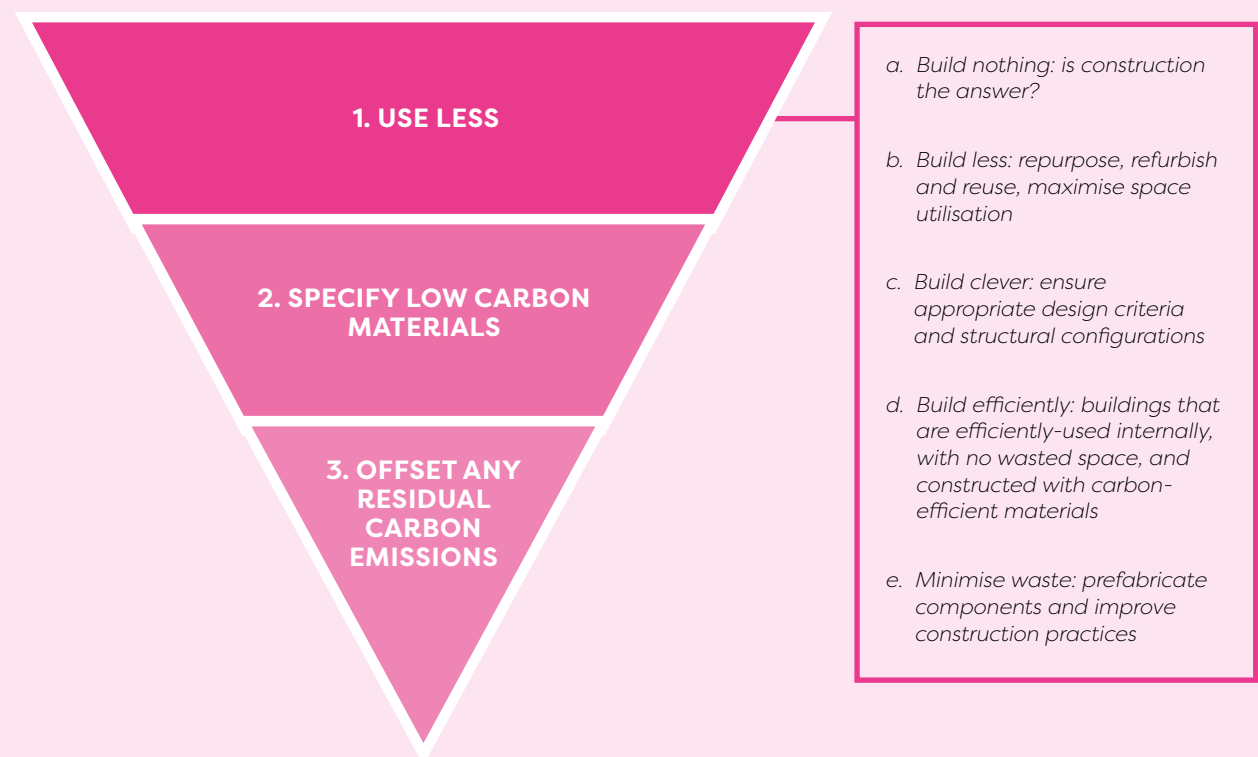 1. USE LESS
2. SPECIFY LOW CARBON
MATERIALS
3. OFFSET ANY
RESIDUAL
CARBON
EMISSIONS
a. Build nothing: is construction
the answer?
b. Build less: repurpose, refurbish
and reuse, maximise space
utilisation
c. Build clever: ensure
appropriate design criteria
and structural configurations
d. Build efficiently: buildings that
are efficiently-used internally,
with no wasted space, and
constructed with carbon-
efficient materials
e. Minimise waste: prefabricate
components and improve
construction practices